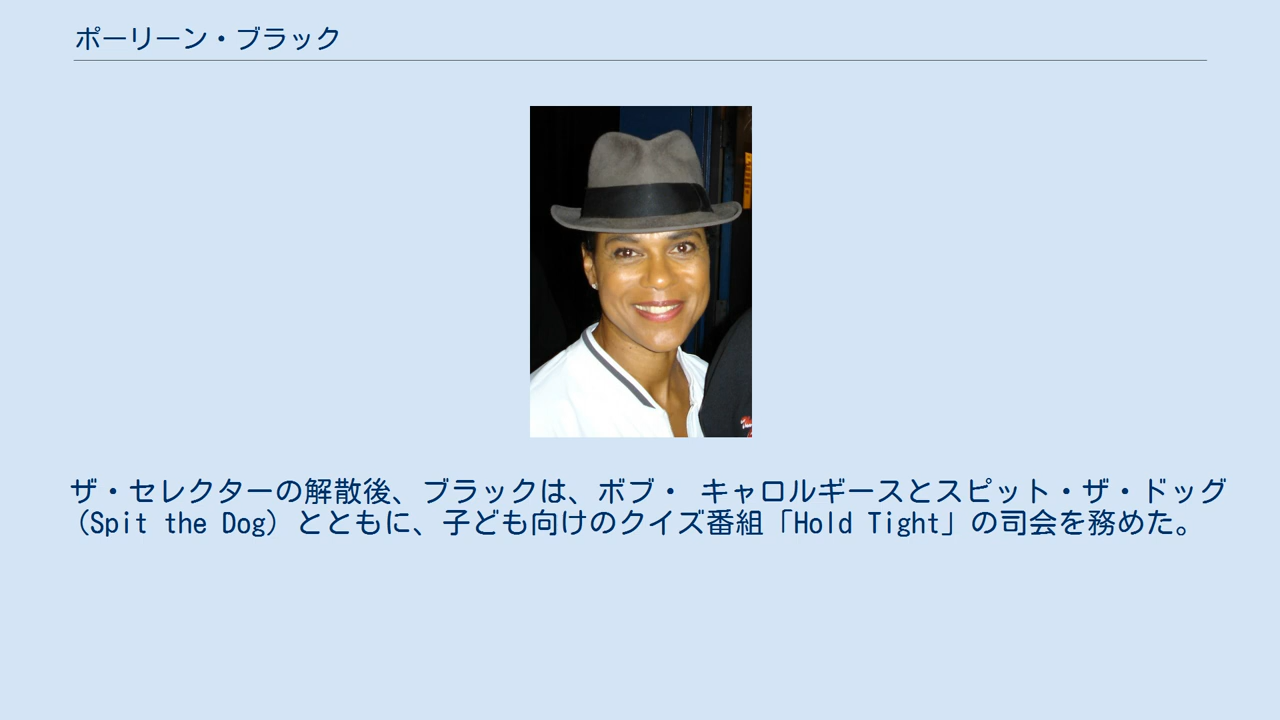 ポーリーン・ブラック
ザ・セレクターの解散後、ブラックは、ボブ・ キャロルギースとスピット・ザ・ドッグ
（Spit the Dog）とともに、子ども向けのクイズ番組「Hold Tight」の司会を務めた。